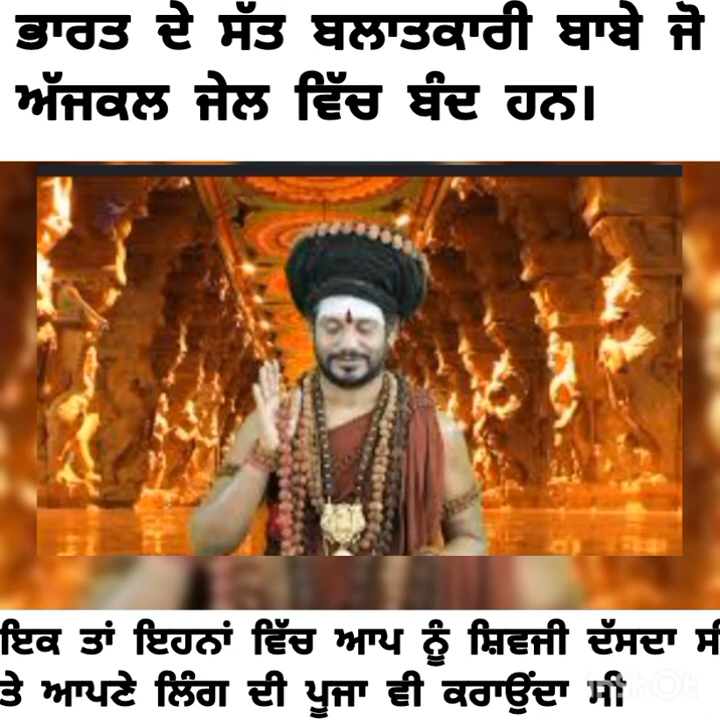 ਭਾਰਤ ਦੇ ਸੱਤ ਬਲਾਤਕਾਰੀ ਬਾਬੇ ਜੋ
ਅੱਜਕਲ ਜੇਲ ਵਿੱਚ ਬੰਦ ਹਨ।
ਇਕ ਤਾਂ ਇਹਨਾਂ ਵਿੱਚ ਆਪ ਨੂੰ ਸ਼ਿਵਜੀ ਦੱਸਦਾ ਸੀ
ਤੇ ਆਪਣੇ ਲਿੰਗ ਦੀ ਪੂਜਾ ਵੀ ਕਰਾਉਂਦਾ ਸੀ